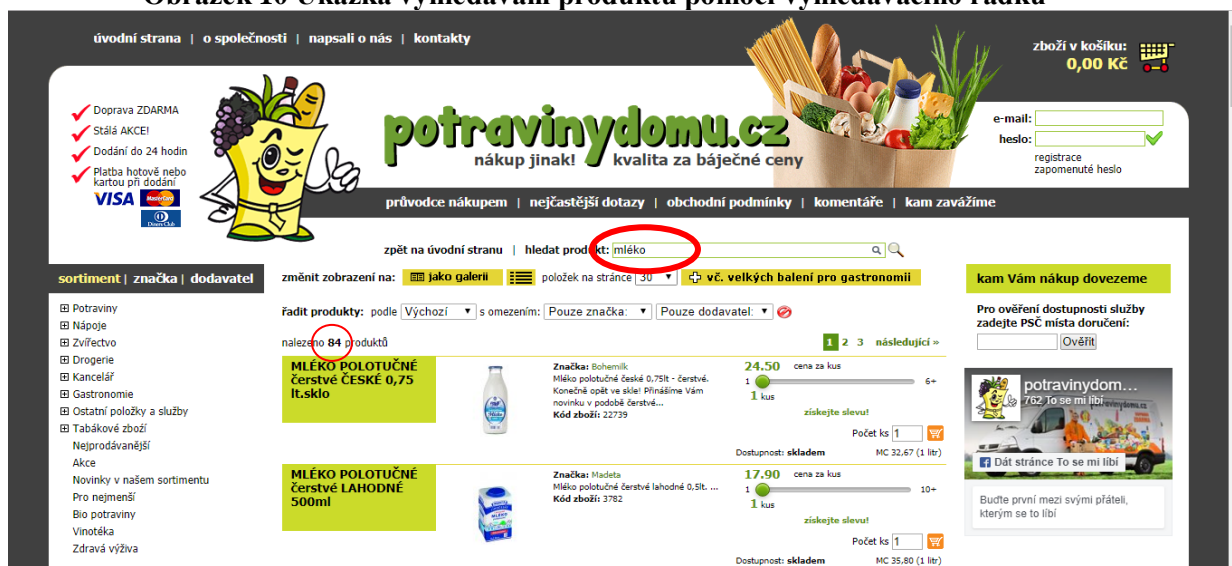 Obrázek 10 Ukázka vyhledávání produktu pomocí vyhledávacího řádku
úvodní strana | o společnosti | napsali o nás | kontakty
zboží v košíku:
0,00 Kč
Doprava ZDARMA
Stálá AKCE!
Dodání do 24 hodin
Platba hotově nebo
kartou při dodání
VISA MasterCard
Diners Club
potravinydomu.cz
nákup jinak! kvalita za báječné ceny
e-mail:
heslo:
registrace
zapomenuté heslo
průvodce nákupem | nejčastější dotazy | obchodní podmínky | komentáře | kam zavážíme
zpět na úvodní stranu | hledat produkt: mléko
sortiment | značka | dodavatel
změnit zobrazení na: jako galerii položek na stránce 30 vč. velkých balení pro gastronomii
kam Vám nákup dovezeme
Potraviny
Nápoje
Zvířectvo
Drogerie
Kancelář
Gastronomie
Ostatní položky a služby
Tabákové zboží
Nejprodávanější
Akce
Novinky v našem sortimentu
Pro nejmenší
Bio potraviny
Vinotéka
Zdravá výživa
řadit produkty: podle Výchozí s omezením: Pouze značka: Pouze dodavatel:
nalezeno 84 produktů
1 2 3 následující »
MLÉKO POLOTUČNÉ
čerstvé ČESKÉ 0,75
lt.sklo
Značka: Bohemilk
Mléko polotučné české 0,75lt - čerstvé.
Konečně opět ve skle! Přinášíme Vám
novinku v podobě čerstvé...
Kód zboží: 22739
24.50 cena za kus
1 6+
1 kus
získejte slevu!
Počet ks 1
Dostupnost: skladem MC 32,67 (1 litr)
MLÉKO POLOTUČNÉ
čerstvé LAHODNÉ
500ml
Značka: Madeta
Mléko polotučné čerstvé lahodné 0,5lt. ...
Kód zboží: 3782
17.90 cena za kus
1 10+
1 kus
získejte slevu!
Počet ks 1
Dostupnost: skladem MC 35,80 (1 litr)
Pro ověření dostupnosti služby
zadejte PSČ místa doručení:
Ověřit
potravinydom...
762 To se mi líbí
Dát stránce To se mi líbí
Buďte první mezi svými přáteli,
kterým se to líbí